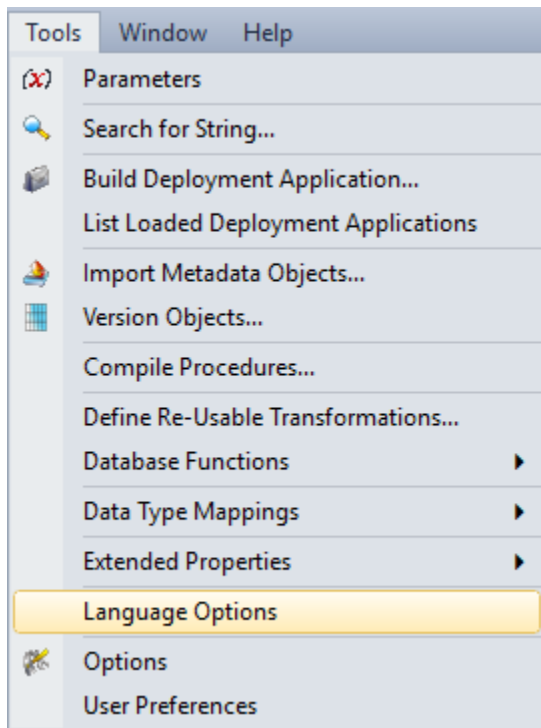 Tools Window Help
(x) Parameters
Search for String...
Build Deployment Application...
List Loaded Deployment Applications
Import Metadata Objects...
Version Objects...
Compile Procedures...
Define Re-Usable Transformations...
Database Functions
Data Type Mappings
Extended Properties
Language Options
Options
User Preferences